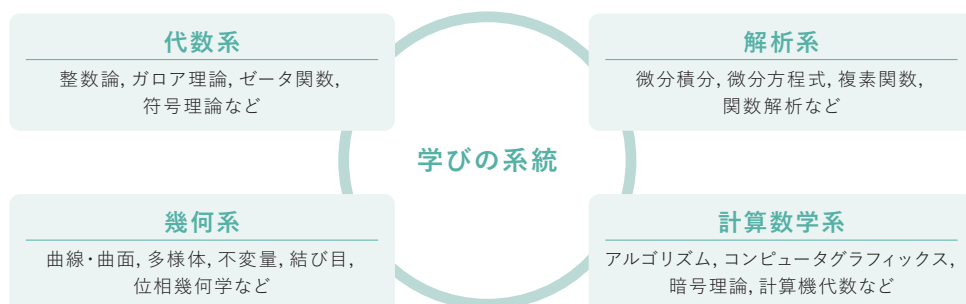 代数系
整数論, ガロア理論, ゼータ関数,
符号理論など
解析系
微分積分, 微分方程式, 複素関数,
関数解析など
学びの系統
幾何系
曲線・曲面, 多様体, 不変量, 結び目,
位相幾何学など
計算数学系
アルゴリズム, コンピュータグラフィックス,
暗号理論, 計算機代数など